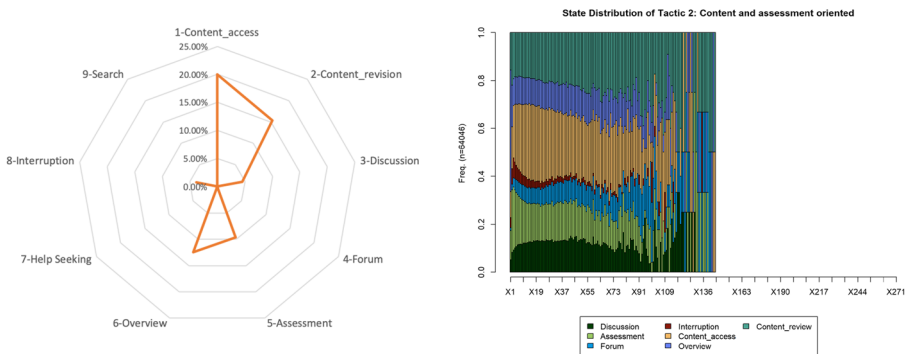 1-Content_access
25.00%
20.00%
15.00%
10.00%
5.00%
0.00%
2-Content_revision
3-Discussion
4-Forum
5-Assessment
6-Overview
7-Help Seeking
8-Interruption
9-Search
State Distribution of Tactic 2: Content and assessment oriented
Freq. (n=6406)
1.0
0.8
0.6
0.4
0.2
0.0
X1 X19 X37 X55 X73 X91 X109 X136 X163 X190 X217 X244 X271
Discussion Interruption Content_review
Assessment Content_access
Forum Overview